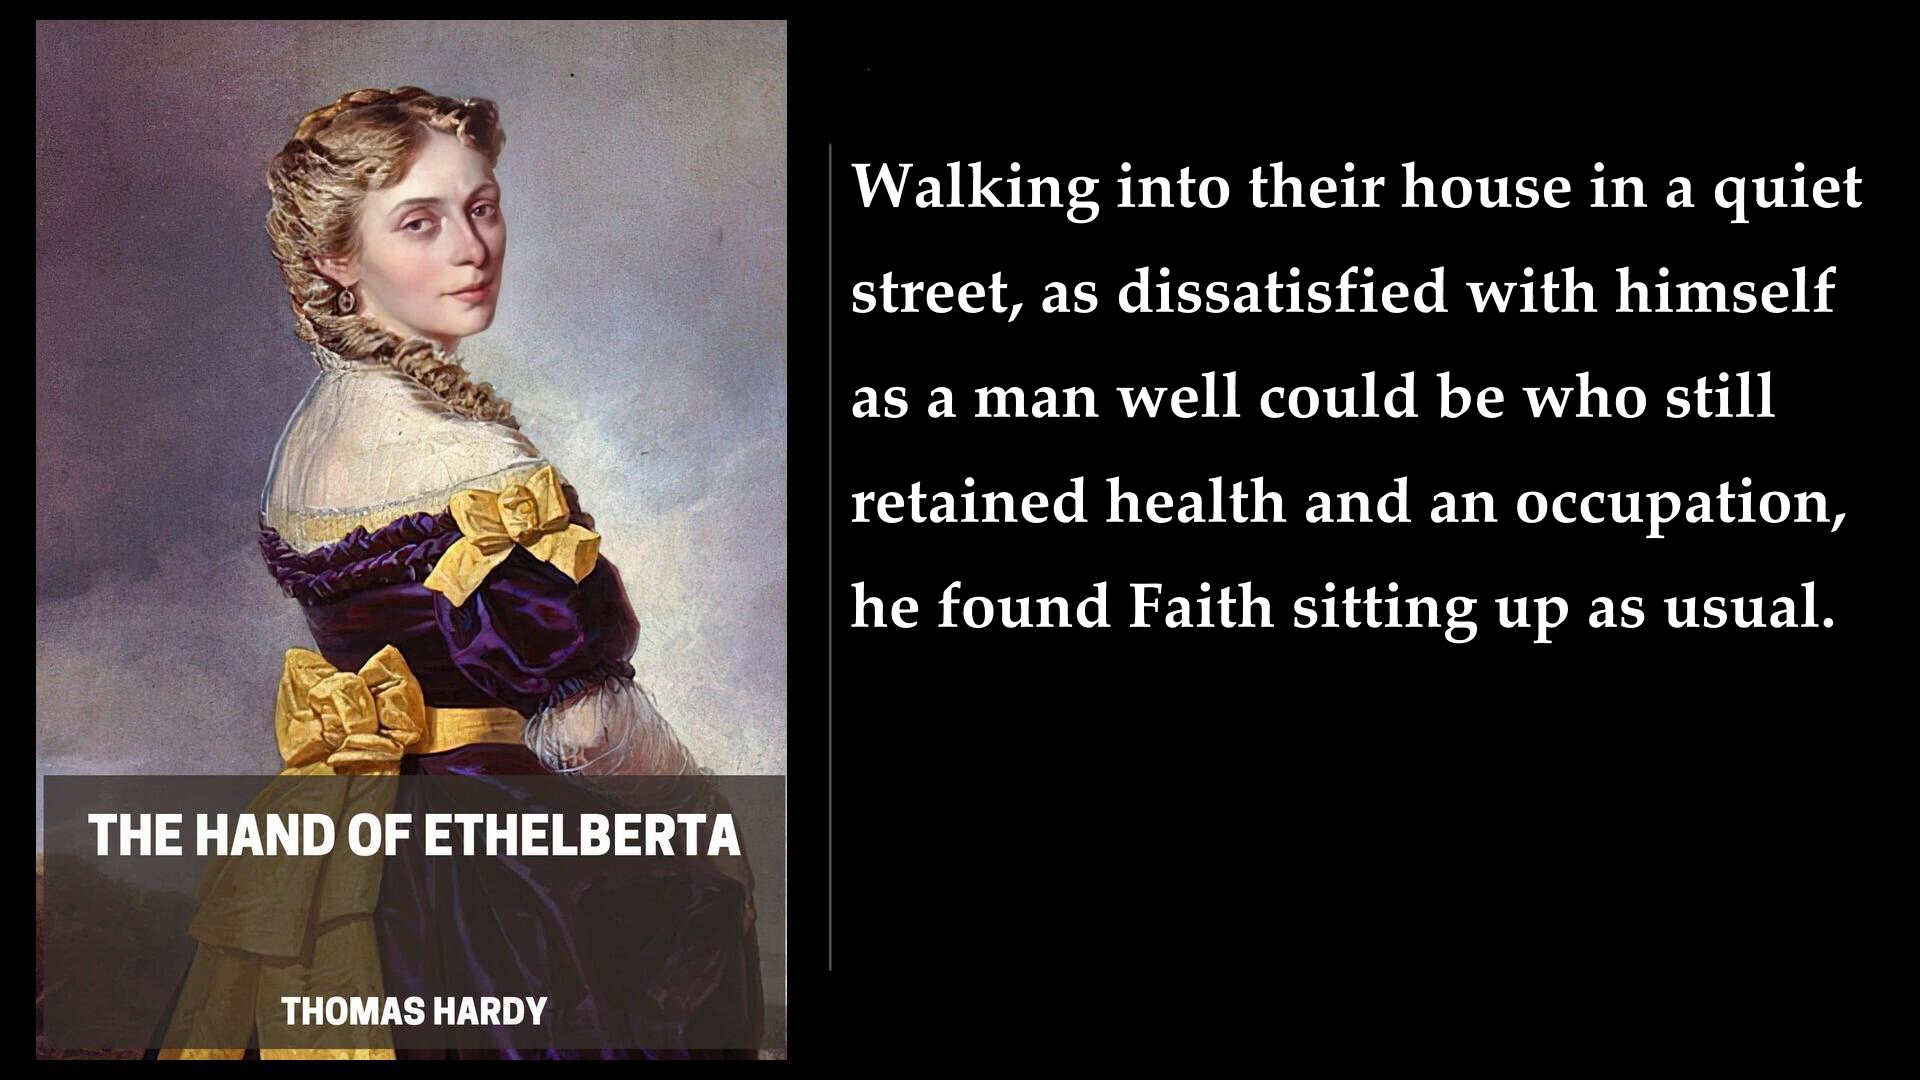 THE HAND OF ETHELBERTA
THOMAS HARDY
Walking into their house in a quiet
street, as dissatisfied with himself
as a man well could be who still
retained health and an occupation,
he found Faith sitting up as usual.